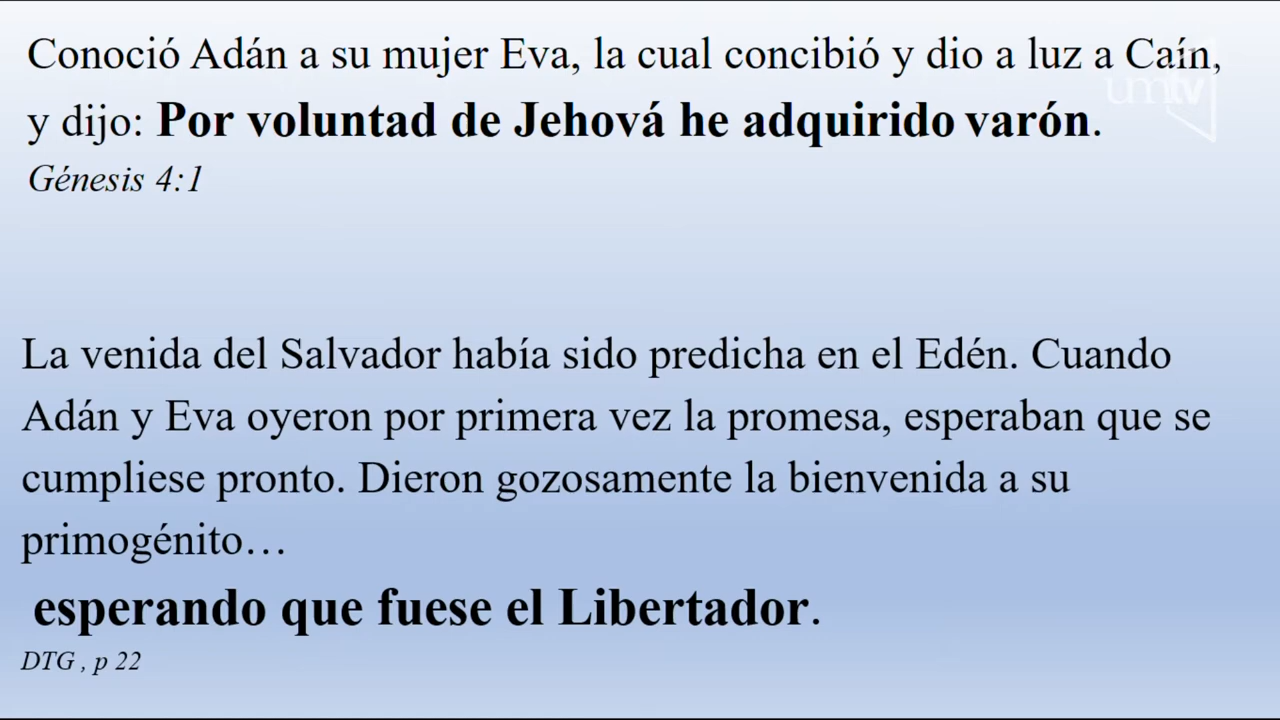 Conoció Adán a su mujer Eva, la cual concibió y dio a luz a Caín,
y dijo: Por voluntad de Jehová he adquirido varón.
umtv
Génesis 4:1
La venida del Salvador había sido predicha en el Edén. Cuando
Adán y Eva oyeron por primera vez la promesa, esperaban que se
cumpliese pronto. Dieron gozosamente la bienvenida a su
primogénito…
esperando que fuese el Libertador.
DTG , p 22